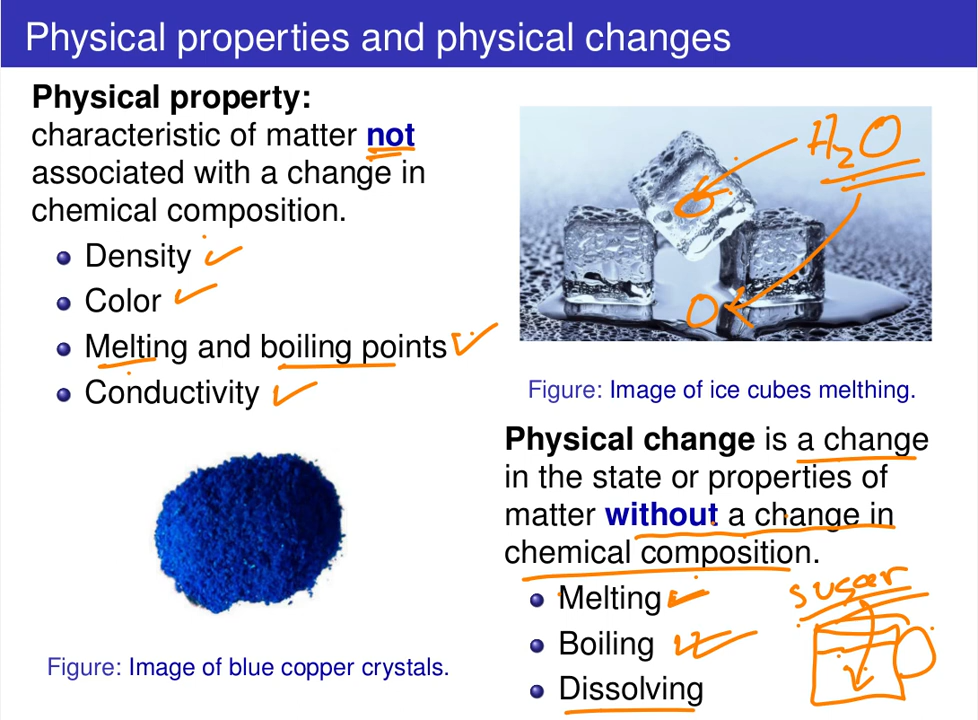 Physical properties and physical changes
Physical property:
characteristic of matter not
associated with a change in
chemical composition.
Density
Color
Melting and boiling points
Conductivity
Figure: Image of blue copper crystals.
H₂O
Figure: Image of ice cubes melthing.
Physical change is a change
in the state or properties of
matter without a change in
chemical composition.
Melting
Boiling
Dissolving
sugar